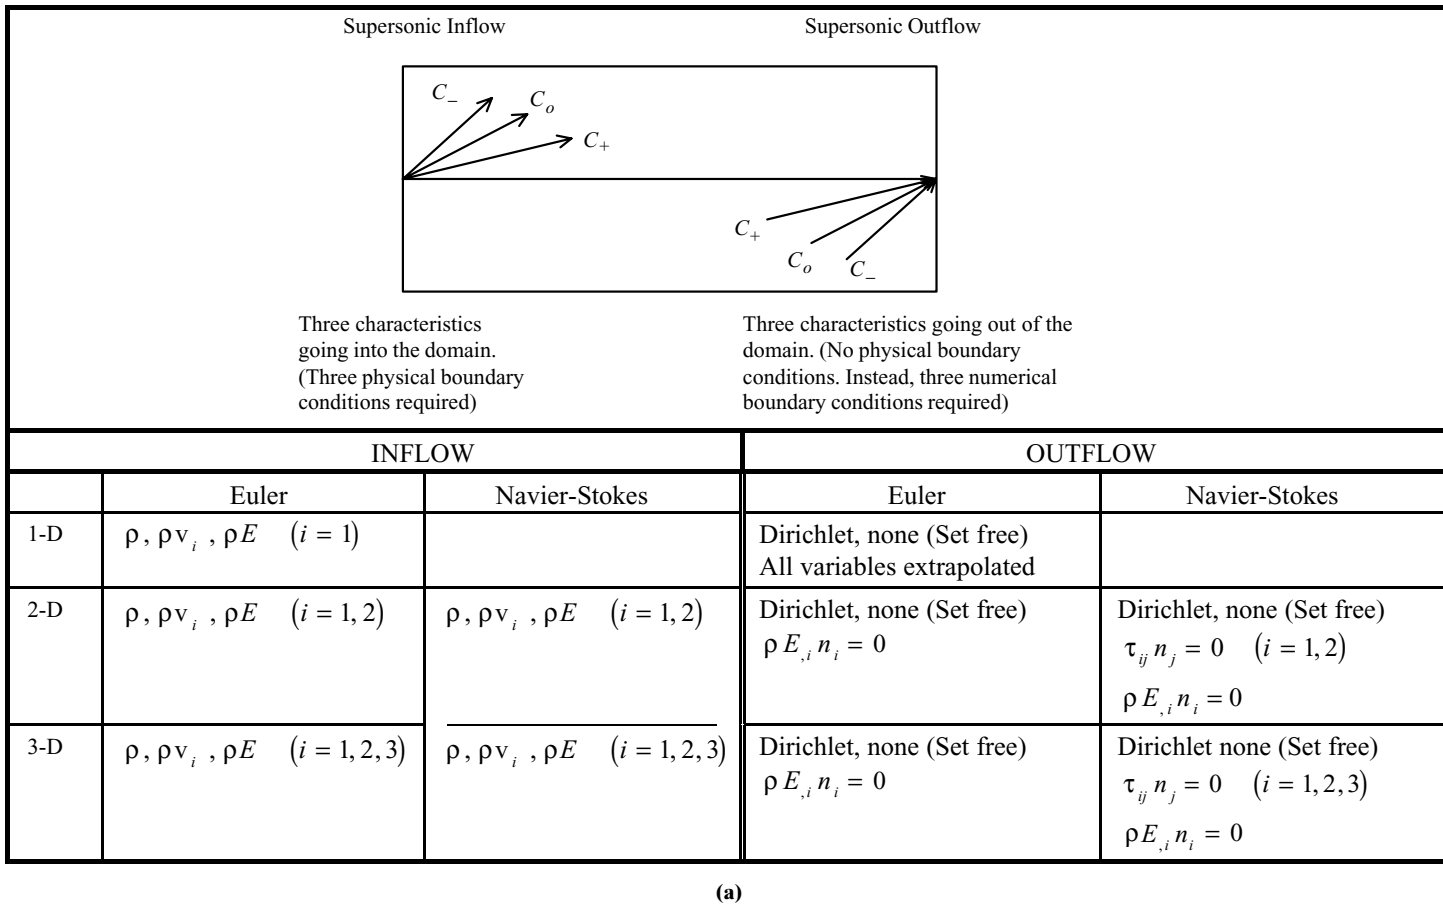 Supersonic Inflow Supersonic Outflow
C₋ Cₒ C₊
C₊ Cₒ C₋
Three characteristics
going into the domain.
(Three physical boundary
conditions required)
Three characteristics going out of the
domain. (No physical boundary
conditions. Instead, three numerical
boundary conditions required)
INFLOW OUTFLOW
Euler Navier-Stokes Euler Navier-Stokes
1-D ρ, ρv_i , ρE (i = 1) Dirichlet, none (Set free)
All variables extrapolated
2-D ρ, ρv_i , ρE (i = 1, 2) ρ, ρv_i , ρE (i = 1, 2) Dirichlet, none (Set free) Dirichlet, none (Set free)
ρE_{,i} n_i = 0 τ_{ij} n_j = 0 (i = 1, 2)
ρE_{,i} n_i = 0
3-D ρ, ρv_i , ρE (i = 1, 2, 3) ρ, ρv_i , ρE (i = 1, 2, 3) Dirichlet, none (Set free) Dirichlet none (Set free)
ρE_{,i} n_i = 0 τ_{ij} n_j = 0 (i = 1, 2, 3)
ρE_{,i} n_i = 0
(a)